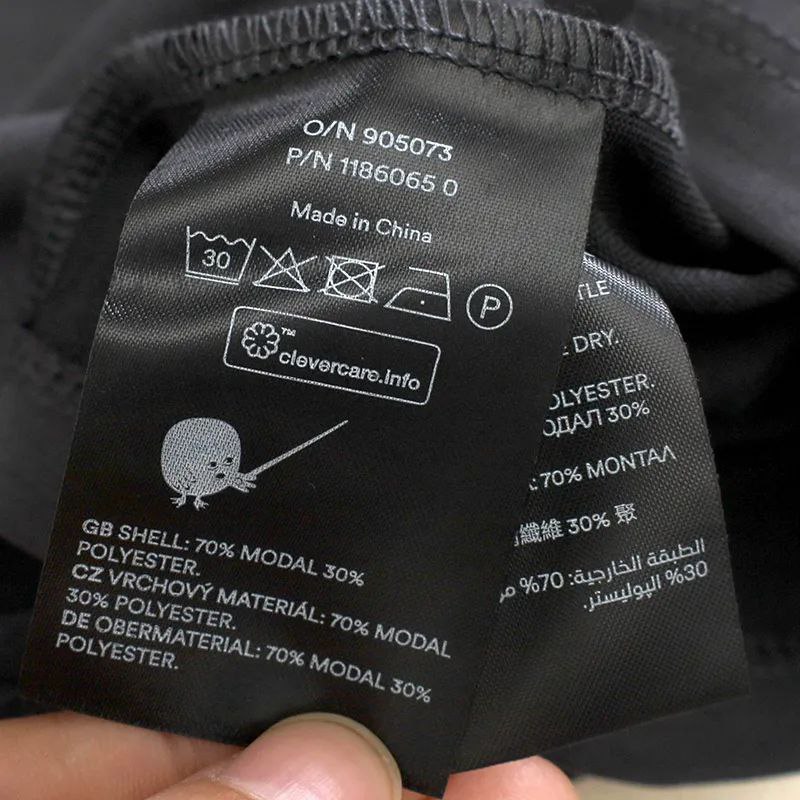 O/N 905073
P/N 1186065 0
Made in China
30
P
™
clevercare.info
GB SHELL: 70% MODAL 30%
POLYESTER.
CZ VRCHOVÝ MATERIÁL: 70% MODAL
30% POLYESTER.
DE OBERMATERIAL: 70% MODAL 30%
POLYESTER.
DRY.
POLYESTER.
30%
70% ΜΟΝΤΑΛ
纖維 30% 聚
الطبقة الخارجية: 70%
30% البوليستر.